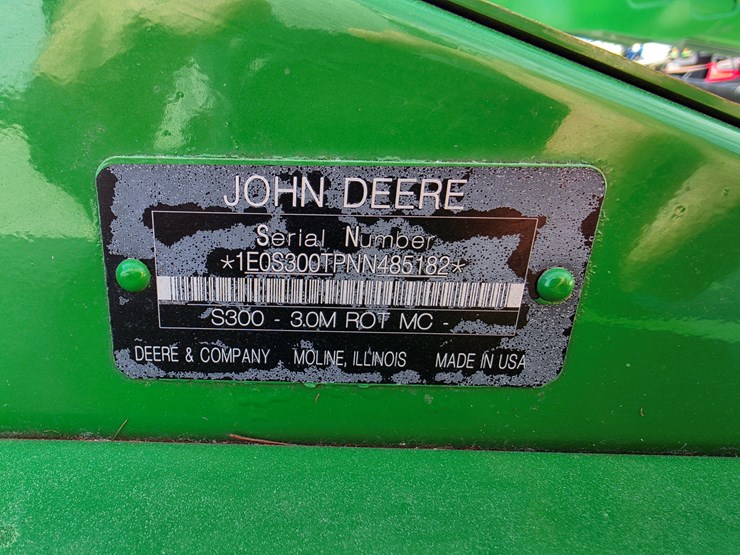 JOHN DEERE
Serial Number
*1E0S300TPNN485182*
S300 - 3.0M ROT MC -
DEERE & COMPANY MOLINE, ILLINOIS MADE IN USA